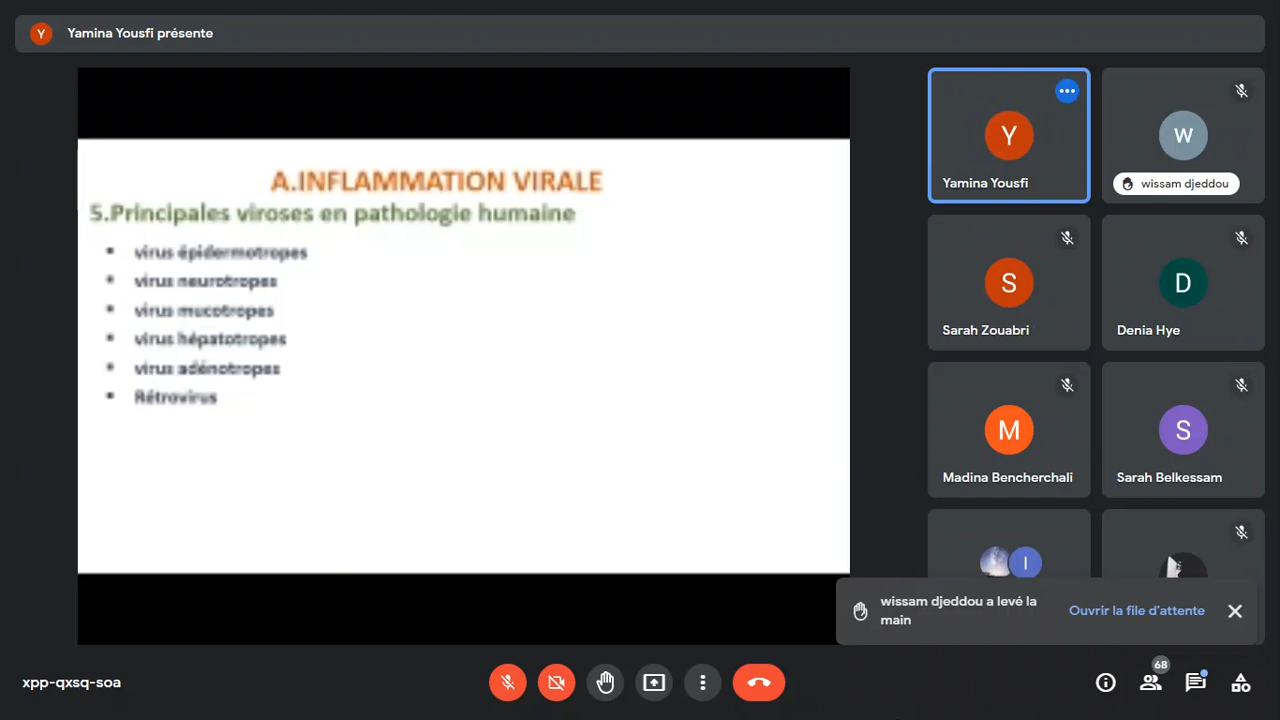 Y Yamina Yousfi présente
A.INFLAMMATION VIRALE
5.Principales viroses en pathologie humaine
virus épidermotropes
virus neurotropes
virus mucotropes
virus hépatotropes
virus adénotropes
Rétrovirus
Y
Yamina Yousfi
W
wissam djeddou
S
Sarah Zouabri
D
Denia Hye
M
Madina Bencherchali
S
Sarah Belkessam
I
wissam djeddou a levé la
main
Ouvrir la file d'attente
xpp-qxsq-soa
68